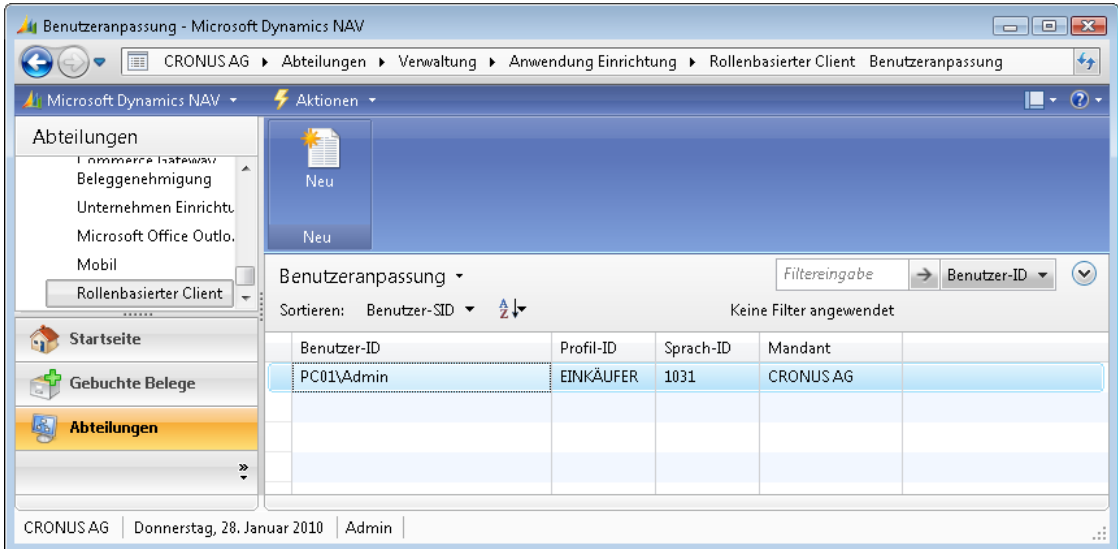 Benutzeranpassung - Microsoft Dynamics NAV
CRONUS AG ▸ Abteilungen ▸ Verwaltung ▸ Anwendung Einrichtung ▸ Rollenbasierter Client Benutzeranpassung
Microsoft Dynamics NAV Aktionen
Abteilungen
Commerce Gateway
Beleggenehmigung
Unternehmen Einrichtu
Microsoft Office Outlo.
Mobil
Rollenbasierter Client
Startseite
Gebuchte Belege
Abteilungen
Neu
Neu
Benutzeranpassung Filtereingabe Benutzer-ID
Sortieren: Benutzer-SID Keine Filter angewendet
Benutzer-ID Profil-ID Sprach-ID Mandant
PC01\Admin EINKÄUFER 1031 CRONUS AG
CRONUS AG Donnerstag, 28. Januar 2010 Admin